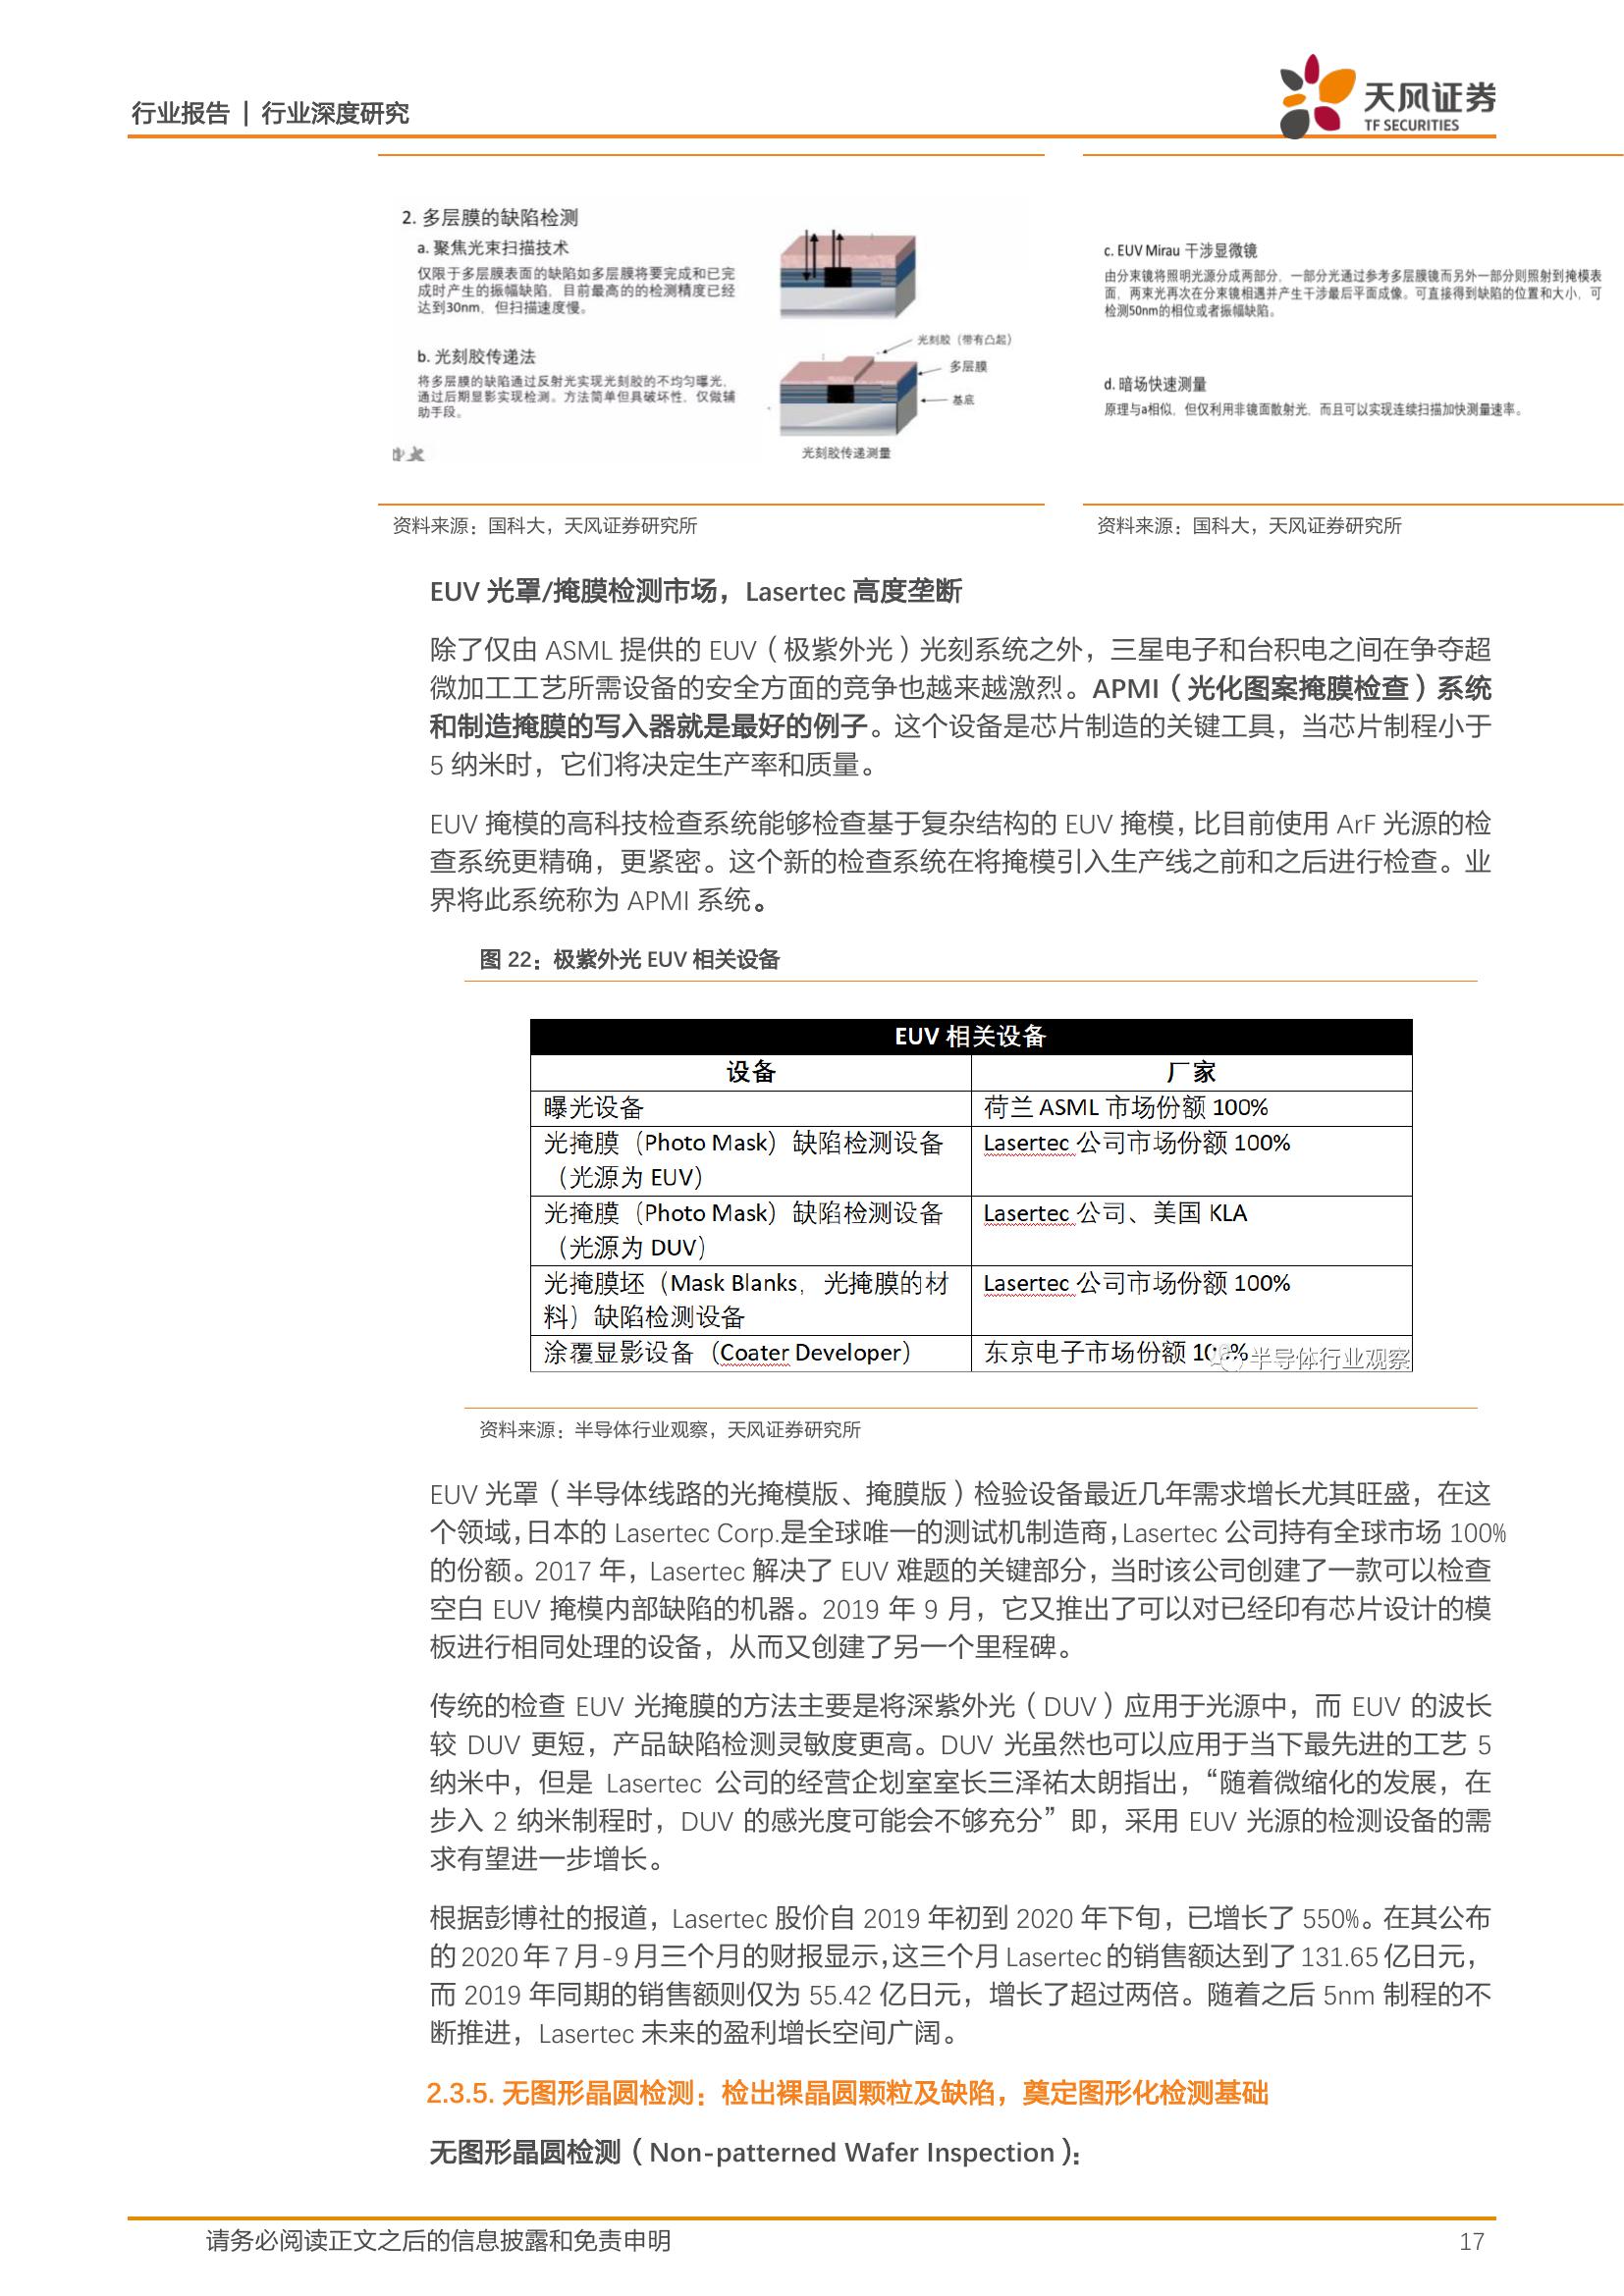 行业报告 | 行业深度研究
天风证券
TF SECURITIES
2. 多层膜的缺陷检测
a. 聚焦光束扫描技术
仅限于多层膜表面的缺陷如多层膜将要完成和已完
成时产生的振幅缺陷，目前最高的的检测精度已经
达到30nm，但扫描速度慢。
b. 光刻胶传递法
将多层膜的缺陷通过反射光实现光刻胶的不均匀曝光，
通过后期显影实现检测。方法简单但具破坏性，仅做辅
助手段。
光刻胶（带有凸起）
多层膜
基底
光刻胶传递测量
c. EUV Mirau 干涉显微镜
由分束镜将照明光源分成两部分，一部分光通过参考多层膜镜而另外一部分则照射到掩模表
面，两束光再次在分束镜相遇并产生干涉最后平面成像。可直接得到缺陷的位置和大小，可
检测50nm的相位或者振幅缺陷。
d. 暗场快速测量
原理与a相似，但仅利用非镜面散射光，而且可以实现连续扫描加快测量速率。
资料来源：国科大，天风证券研究所
资料来源：国科大，天风证券研究所
EUV 光罩/掩膜检测市场，Lasertec 高度垄断
除了仅由 ASML 提供的 EUV（极紫外光）光刻系统之外，三星电子和台积电之间在争夺超
微加工工艺所需设备的安全方面的竞争也越来越激烈。APMI（光化图案掩膜检查）系统
和制造掩膜的写入器就是最好的例子。这个设备是芯片制造的关键工具，当芯片制程小于
5 纳米时，它们将决定生产率和质量。
EUV 掩模的高科技检查系统能够检查基于复杂结构的 EUV 掩模，比目前使用 ArF 光源的检
查系统更精确，更紧密。这个新的检查系统在将掩模引入生产线之前和之后进行检查。业
界将此系统称为 APMI 系统。
图 22：极紫外光 EUV 相关设备
EUV 相关设备
设备 厂家
曝光设备 荷兰 ASML 市场份额 100%
光掩膜（Photo Mask）缺陷检测设备 Lasertec 公司市场份额 100%
（光源为 EUV）
光掩膜（Photo Mask）缺陷检测设备 Lasertec 公司、美国 KLA
（光源为 DUV）
光掩膜坯（Mask Blanks，光掩膜的材 Lasertec 公司市场份额 100%
料）缺陷检测设备
涂覆显影设备（Coater Developer） 东京电子市场份额 100%
半导体行业观察
资料来源：半导体行业观察，天风证券研究所
EUV 光罩（半导体线路的光掩模版、掩膜版）检验设备最近几年需求增长尤其旺盛，在这
个领域，日本的 Lasertec Corp.是全球唯一的测试机制造商，Lasertec 公司持有全球市场 100%
的份额。2017 年，Lasertec 解决了 EUV 难题的关键部分，当时该公司创建了一款可以检查
空白 EUV 掩模内部缺陷的机器。2019 年 9 月，它又推出了可以对已经印有芯片设计的模
板进行相同处理的设备，从而又创建了另一个里程碑。
传统的检查 EUV 光掩膜的方法主要是将深紫外光（DUV）应用于光源中，而 EUV 的波长
较 DUV 更短，产品缺陷检测灵敏度更高。DUV 光虽然也可以应用于当下最先进的工艺 5
纳米中，但是 Lasertec 公司的经营企划室室长三泽祐太朗指出，“随着微缩化的发展，在
步入 2 纳米制程时，DUV 的感光度可能会不够充分”即，采用 EUV 光源的检测设备的需
求有望进一步增长。
根据彭博社的报道，Lasertec 股价自 2019 年初到 2020 年下旬，已增长了 550%。在其公布
的 2020 年 7 月-9 月三个月的财报显示，这三个月 Lasertec 的销售额达到了 131.65 亿日元，
而 2019 年同期的销售额则仅为 55.42 亿日元，增长了超过两倍。随着之后 5nm 制程的不
断推进，Lasertec 未来的盈利增长空间广阔。
2.3.5. 无图形晶圆检测：检出裸晶圆颗粒及缺陷，奠定图形化检测基础
无图形晶圆检测（Non-patterned Wafer Inspection）：
请务必阅读正文之后的信息披露和免责申明
17